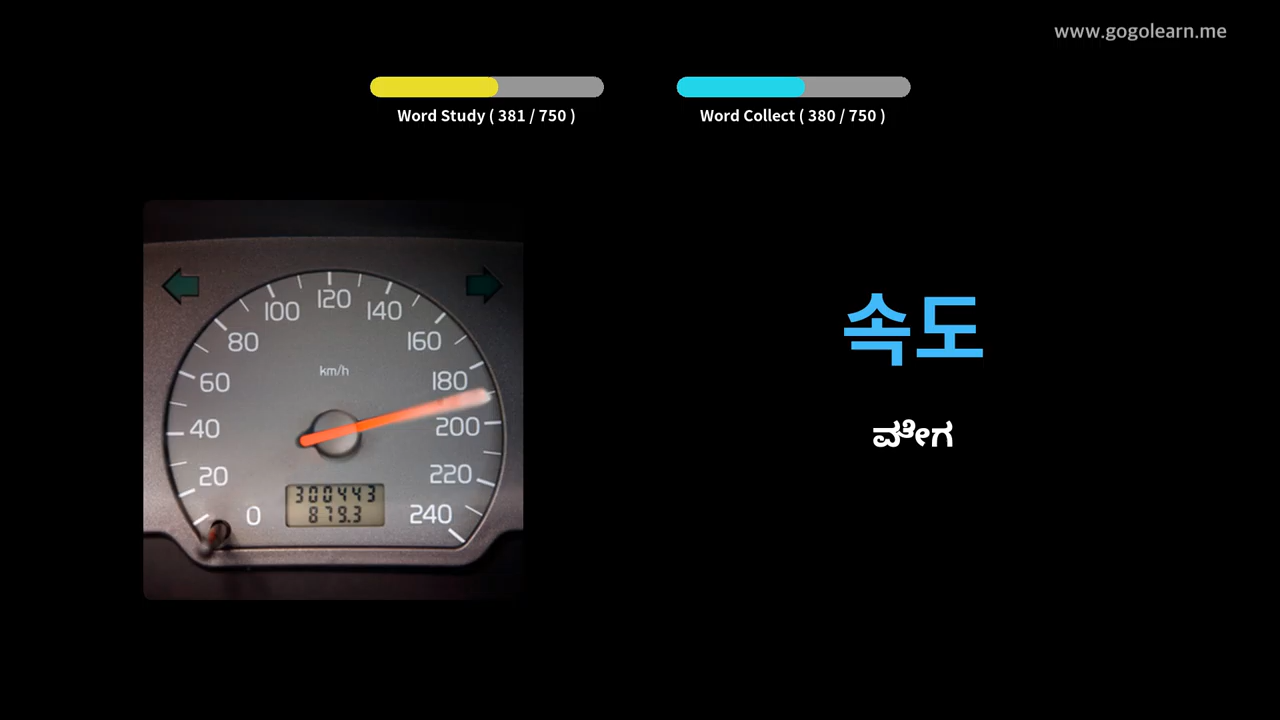 www.gogolearn.me
Word Study ( 381 / 750 )
Word Collect ( 380 / 750 )
속도
ವೇಗ
100
120
140
80
160
km/h
60
180
40
200
20
220
300443
879.3
0
240